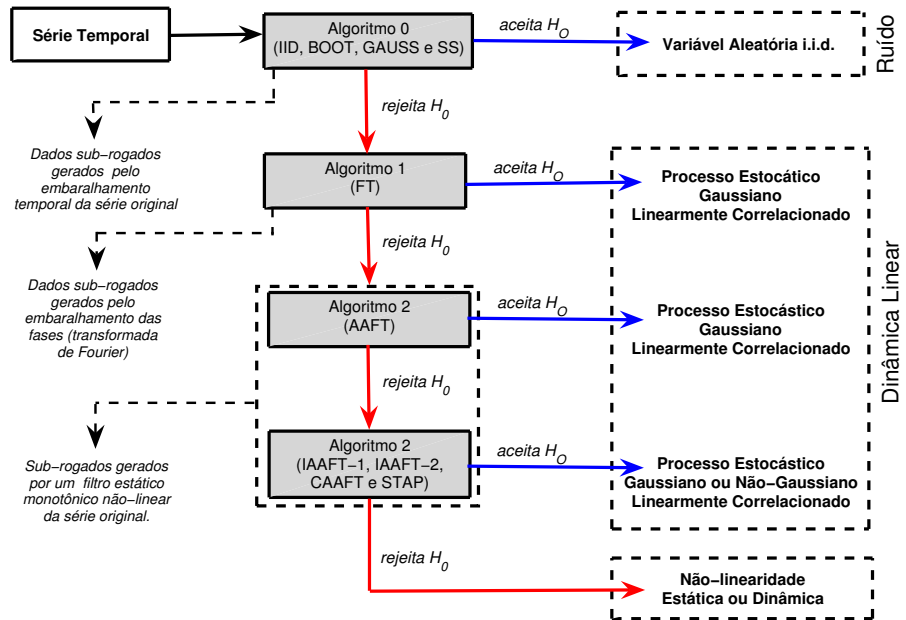 Série Temporal
Algoritmo 0
(IID, BOOT, GAUSS e SS)
aceita H_O
Variável Aleatória i.i.d.
Ruído
rejeita H_0
Dados sub−rogados
gerados pelo
embaralhamento
temporal da série original
Algoritmo 1
(FT)
aceita H_O
Processo Estocático
Gaussiano
Linearmente Correlacionado
rejeita H_0
Dados sub−rogados
gerados pelo
embaralhamento das
fases (transformada
de Fourier)
Algoritmo 2
(AAFT)
aceita H_O
Processo Estocástico
Gaussiano
Linearmente Correlacionado
Dinâmica Linear
rejeita H_0
Sub−rogados gerados
por um filtro estático
monotônico não−linear
da série original.
Algoritmo 2
(IAAFT−1, IAAFT−2,
CAAFT e STAP)
aceita H_O
Processo Estocástico
Gaussiano ou Não−Gaussiano
Linearmente Correlacionado
rejeita H_0
Não−linearidade
Estática ou Dinâmica